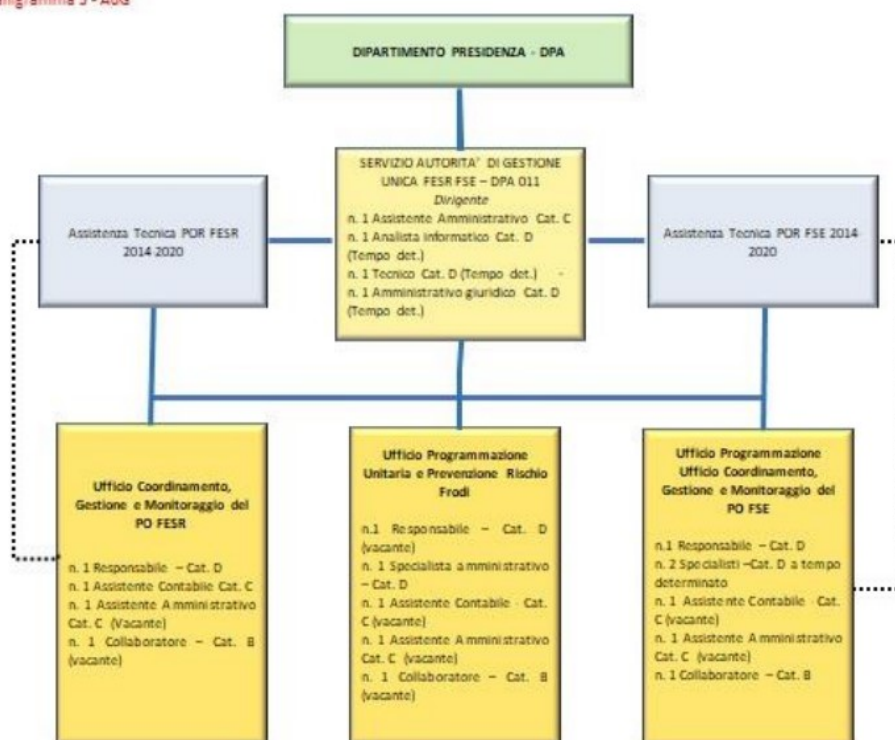 AdG
DIPARTIMENTO PRESIDENZA - DPA
SERVIZIO AUTORITA' DI GESTIONE
UNICA FESR FSE – DPA 011
Dirigente
n. 1 Assistente Amministrativo Cat. C
n. 1 Analista informatico Cat. D
(Tempo det.)
n. 1 Tecnico Cat. D (Tempo det.) -
n. 1 Amministrativo giuridico Cat. D
(Tempo det.)
Assistenza Tecnica POR FESR
2014-2020
Assistenza Tecnica POR FSE 2014-
2020
Ufficio Coordinamento,
Gestione e Monitoraggio del
PO FESR
n. 1 Responsabile – Cat. D
n. 1 Assistente Contabile Cat. C
n. 1 Assistente Amministrativo
Cat. C (Vacante)
n. 1 Collaboratore – Cat. B
(vacante)
Ufficio Programmazione
Unitaria e Prevenzione Rischio
Frodi
n.1 Responsabile – Cat. D
(vacante)
n. 1 Specialista amministrativo
– Cat. D
n. 1 Assistente Contabile - Cat.
C (vacante)
n. 1 Assistente Amministrativo
Cat. C (vacante)
n. 1 Collaboratore – Cat. B
(vacante)
Ufficio Programmazione
Ufficio Coordinamento,
Gestione e Monitoraggio del
PO FSE
n.1 Responsabile – Cat. D
n. 2 Specialisti –Cat. D a tempo
determinato
n. 1 Assistente Contabile - Cat.
C (vacante)
n. 1 Assistente Amministrativo
Cat. C (vacante)
n. 1 Collaboratore – Cat. B